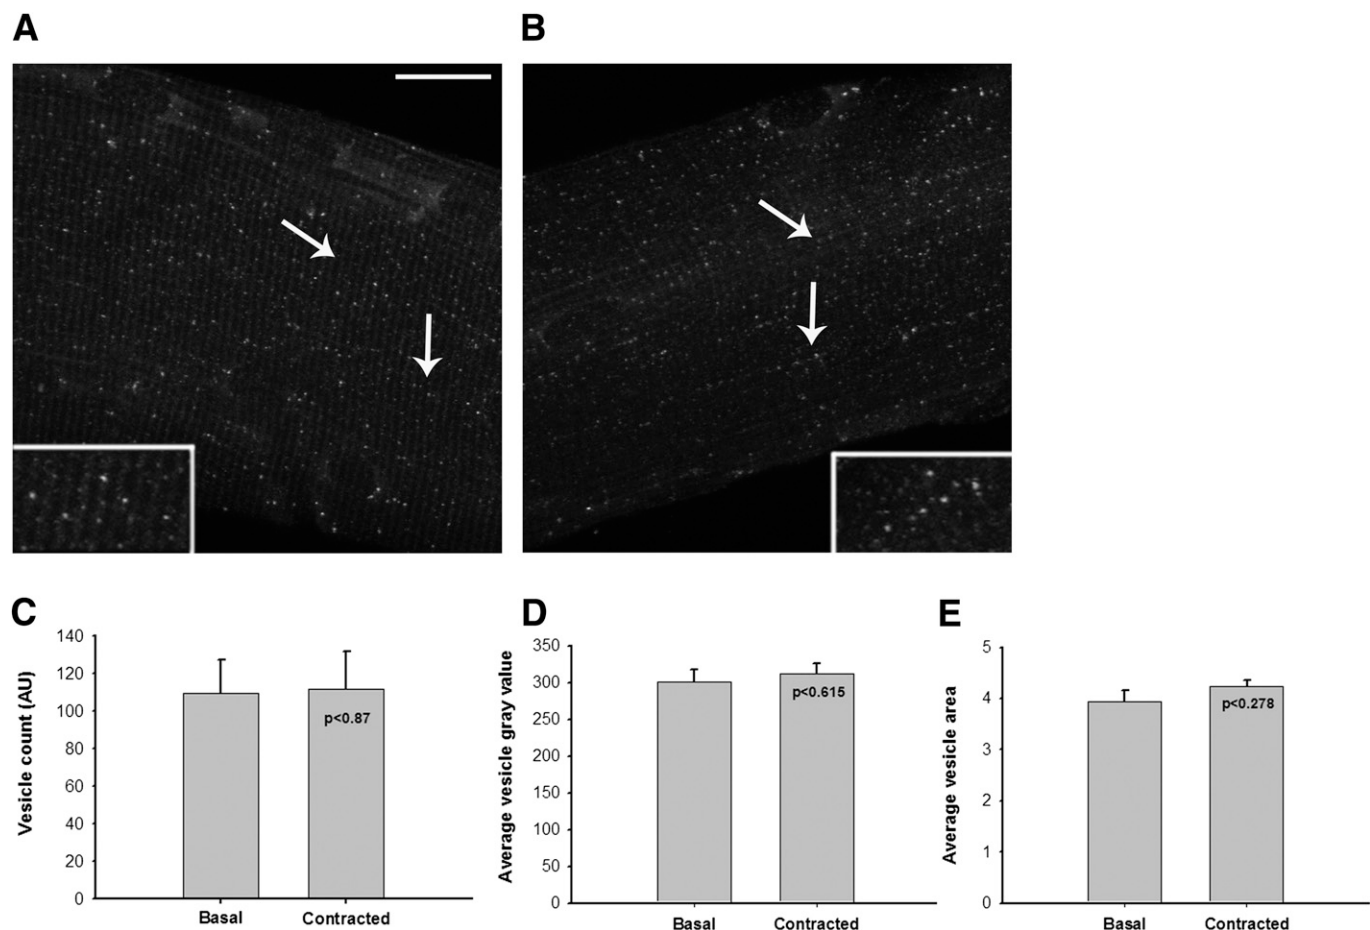 A
B
C
Vesicle count (AU)
140
120
100
80
60
40
20
0
p<0.87
Basal
Contracted
D
Average vesicle gray value
350
300
250
200
150
100
50
0
p<0.615
Basal
Contracted
E
Average vesicle area
5
4
3
2
1
0
p<0.278
Basal
Contracted